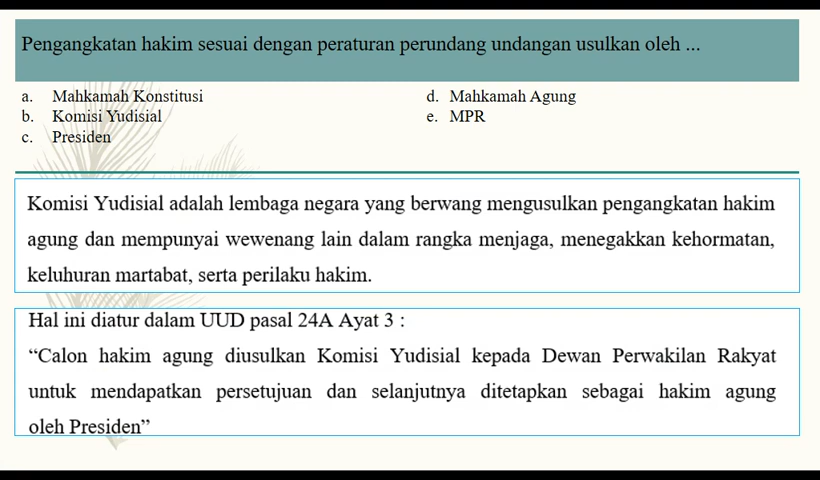 Pengangkatan hakim sesuai dengan peraturan perundang undangan usulkan oleh ...
a. Mahkamah Konstitusi
b. Komisi Yudisial
c. Presiden
d. Mahkamah Agung
e. MPR
Komisi Yudisial adalah lembaga negara yang berwang mengusulkan pengangkatan hakim
agung dan mempunyai wewenang lain dalam rangka menjaga, menegakkan kehormatan,
keluhuran martabat, serta perilaku hakim.
Hal ini diatur dalam UUD pasal 24A Ayat 3 :
“Calon hakim agung diusulkan Komisi Yudisial kepada Dewan Perwakilan Rakyat
untuk mendapatkan persetujuan dan selanjutnya ditetapkan sebagai hakim agung
oleh Presiden”